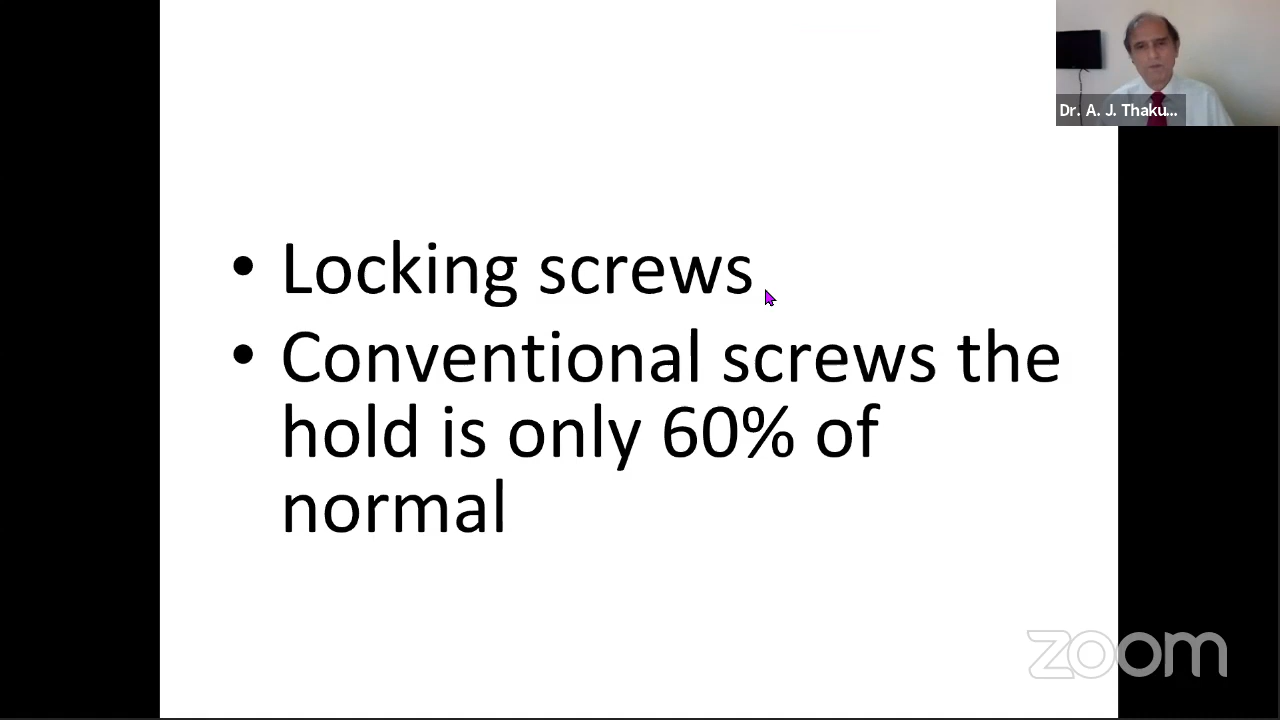 Dr. A. J. Thaku...
• Locking screws
• Conventional screws the
hold is only 60% of
normal
zoom